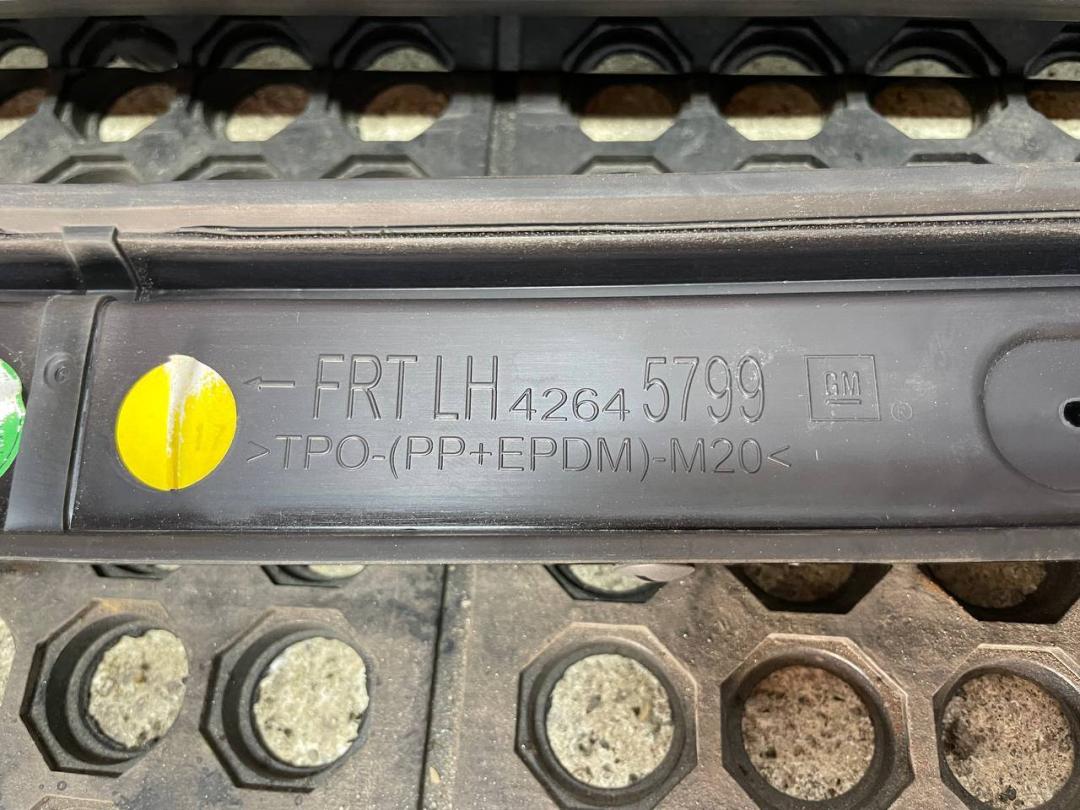 ← FRT LH 4264 5799 GM ®
>TPO-(PP+EPDM)-M20<